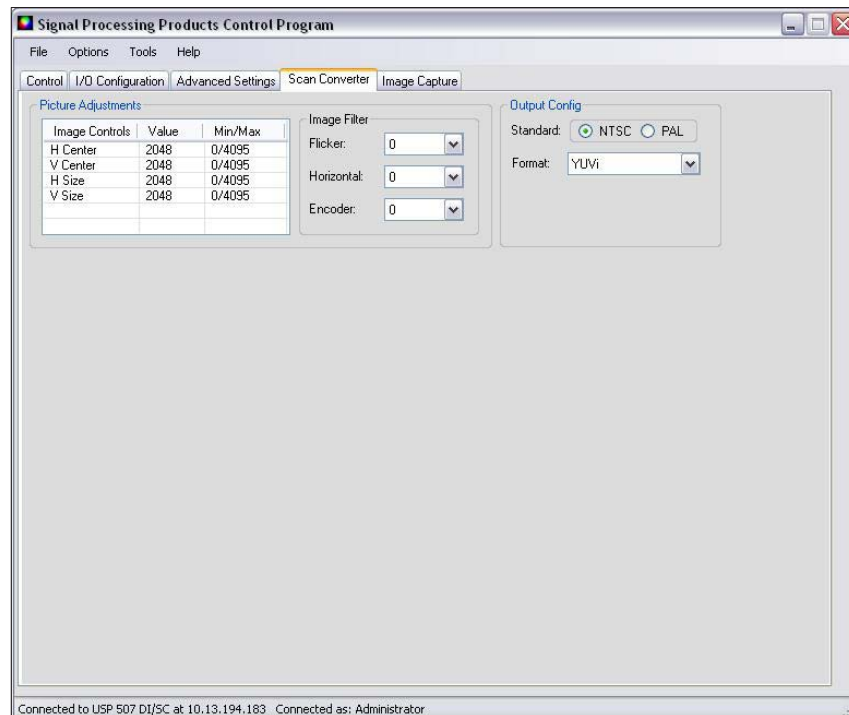 Signal Processing Products Control Program
File Options Tools Help
Control I/O Configuration Advanced Settings Scan Converter Image Capture
Picture Adjustments
Image Controls Value Min/Max
H Center 2048 0/4095
V Center 2048 0/4095
H Size 2048 0/4095
V Size 2048 0/4095
Image Filter
Flicker: 0
Horizontal: 0
Encoder: 0
Output Config
Standard: NTSC PAL
Format: YUVi
Connected to USP 507 DI/SC at 10.13.194.183 Connected as: Administrator